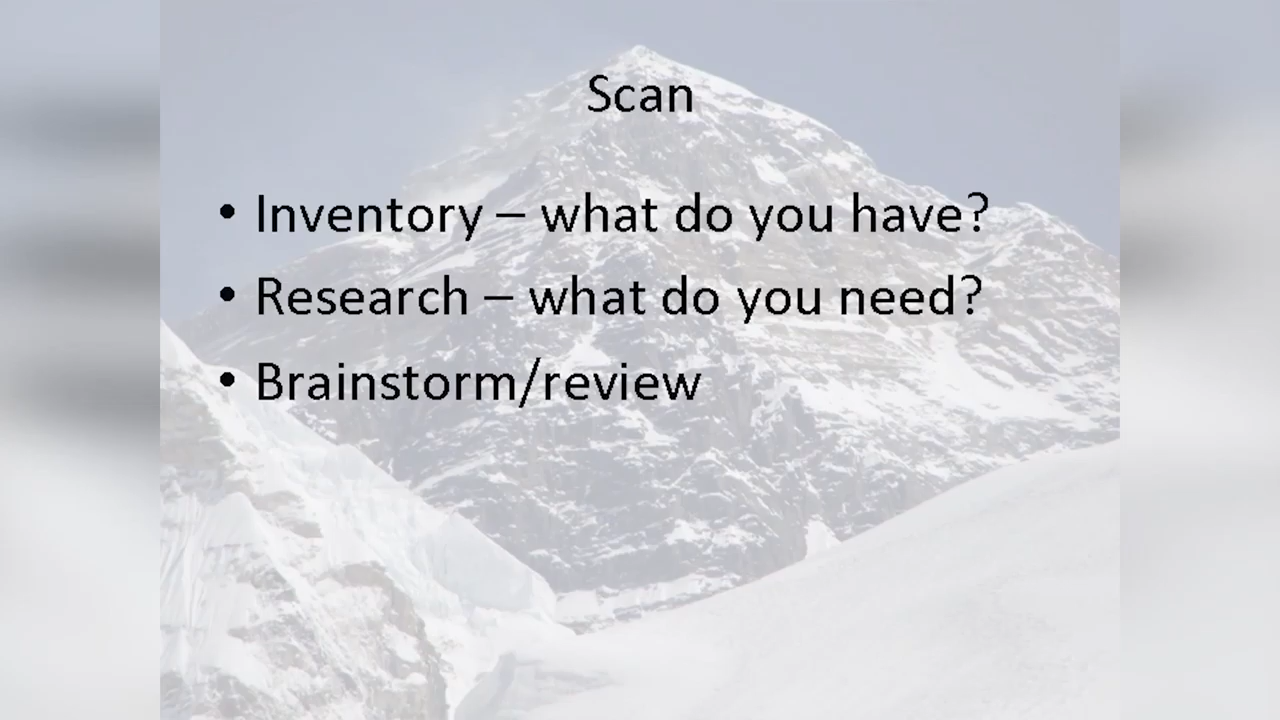 Scan
• Inventory – what do you have?
• Research – what do you need?
• Brainstorm/review